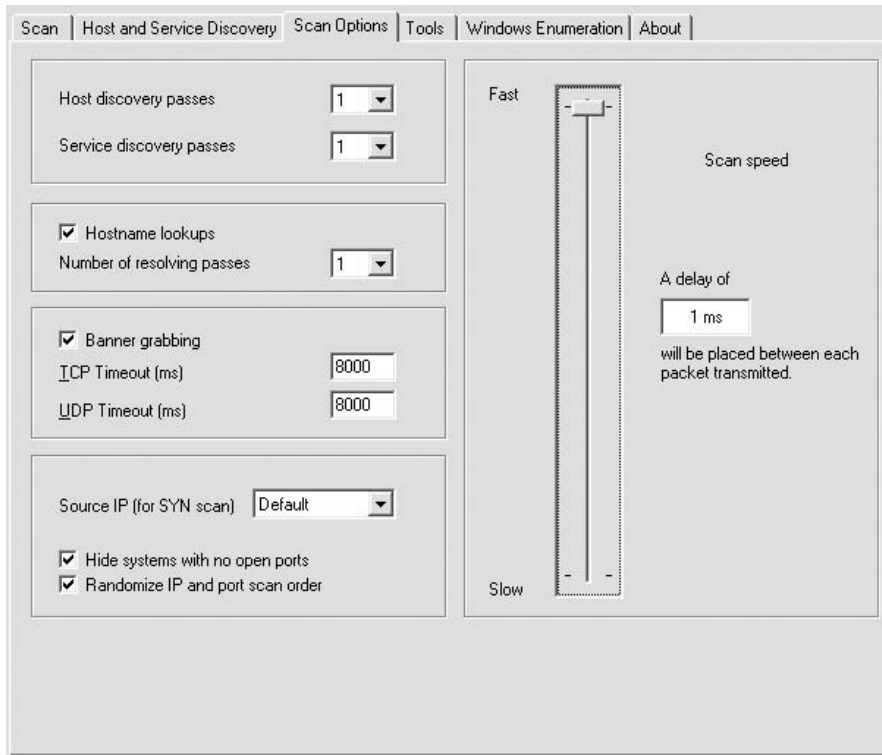 Scan
Host and Service Discovery
Scan Options
Tools
Windows Enumeration
About
Host discovery passes
1
Service discovery passes
1
Hostname lookups
Number of resolving passes
1
Banner grabbing
TCP Timeout (ms)
8000
UDP Timeout (ms)
8000
Source IP (for SYN scan)
Default
Hide systems with no open ports
Randomize IP and port scan order
Fast
Slow
Scan speed
A delay of
1 ms
will be placed between each
packet transmitted.